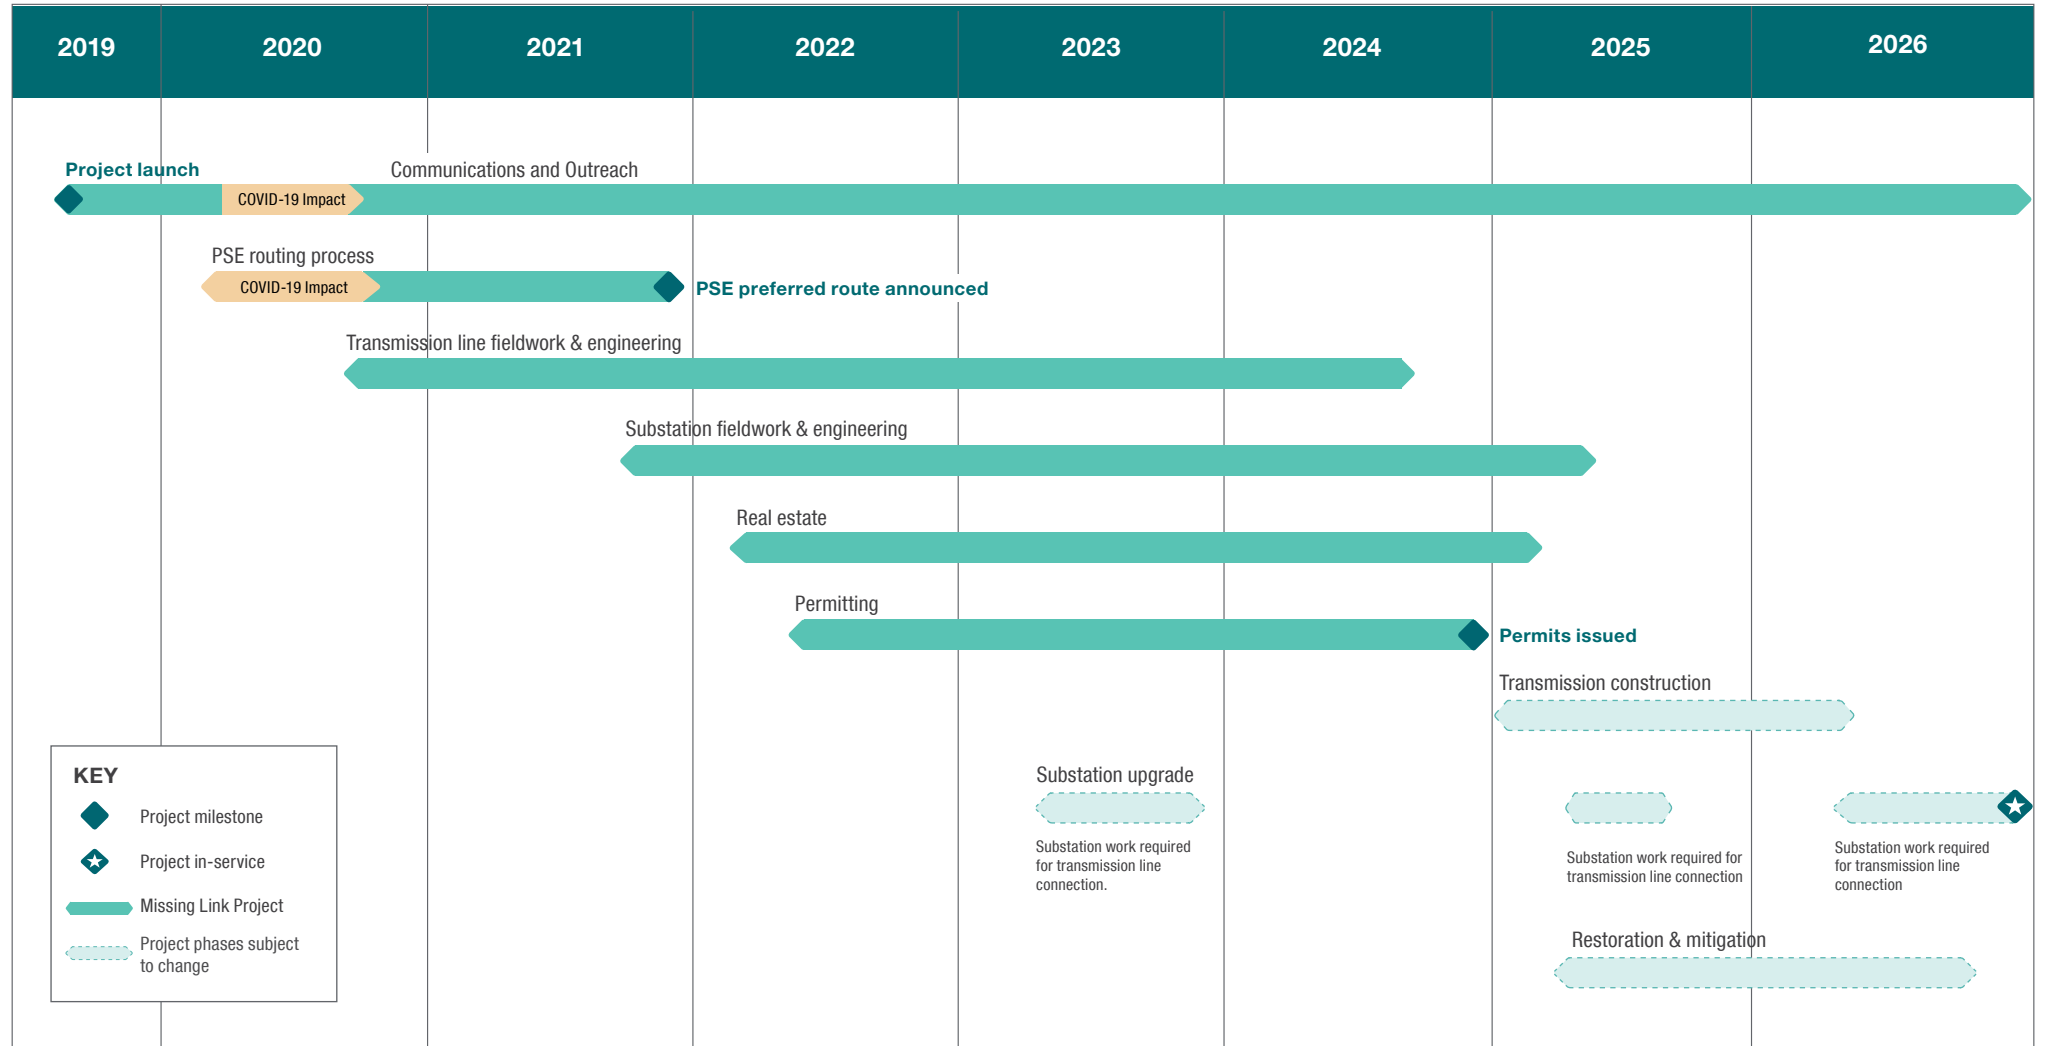 2019 2020 2021 2022 2023 2024 2025 2026
Project launch
Communications and Outreach
COVID-19 Impact
PSE routing process
COVID-19 Impact
PSE preferred route announced
Transmission line fieldwork & engineering
Substation fieldwork & engineering
Real estate
Permitting
Permits issued
Transmission construction
Substation upgrade
Substation work required
for transmission line
connection.
Substation work required for
transmission line connection
Substation work required
for transmission line
connection
Restoration & mitigation
KEY
Project milestone
Project in-service
Missing Link Project
Project phases subject
to change